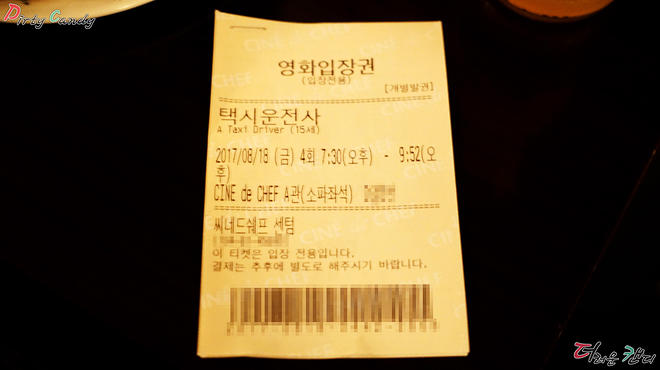 Dirty Candy
영화입장권
(입장전용)
[개별발권]
택시운전사
A Taxi Driver (15세)
2017/08/18 (금) 4회 7:30(오후) - 9:52(오
후)
CINE de CHEF A관(소파좌석)
씨네드쉐프 센텀
이 티켓은 입장 전용입니다.
결제는 추후에 별도로 해주시기 바랍니다.
더러운 캔디